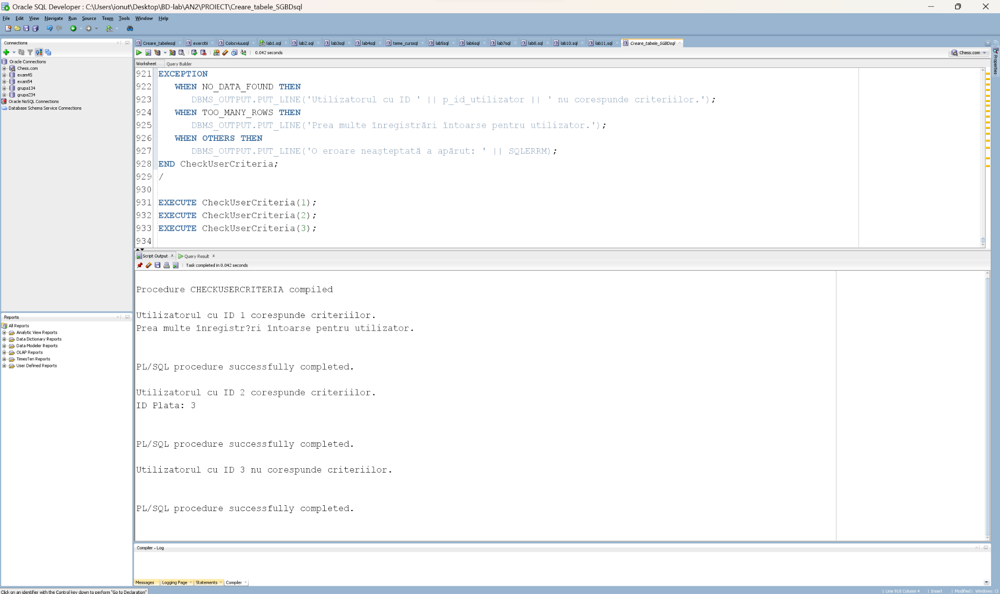 Oracle SQL Developer : C:\Users\ionut\Desktop\BD-lab\AN2\PROIECT\Creare_tabele_SGBDsql
File Edit View Navigate Run Source Team Tools Window Help
Connections
Oracle Connections
Chess.com
exam45
exam54
grupa134
grupa234
Oracle NoSQL Connections
Database Schema Service Connections
Reports
All Reports
Analytic View Reports
Data Dictionary Reports
Data Modeler Reports
OLAP Reports
TimesTen Reports
User Defined Reports
Creare_tabelesql exercitii Colocviuusql lab1.sql lab2.sql lab3sql lab4sql teme_curssql lab5sql lab6sql lab7sql lab8.sql lab10.sql lab11,sql Creare_tabele_SGBDsql
0.042 seconds
Chess.com
Properties
Worksheet Query Builder
921 EXCEPTION
922 WHEN NO_DATA_FOUND THEN
923 DBMS_OUTPUT.PUT_LINE('Utilizatorul cu ID ' || p_id_utilizator || ' nu corespunde criteriilor.');
924 WHEN TOO_MANY_ROWS THEN
925 DBMS_OUTPUT.PUT_LINE('Prea multe înregistrări întoarse pentru utilizator.');
926 WHEN OTHERS THEN
927 DBMS_OUTPUT.PUT_LINE('O eroare neașteptată a apărut: ' || SQLERRM);
928 END CheckUserCriteria;
929 /
930
931 EXECUTE CheckUserCriteria(1);
932 EXECUTE CheckUserCriteria(2);
933 EXECUTE CheckUserCriteria(3);
934
Script Output x Query Result x
Task completed in 0.042 seconds
Procedure CHECKUSERCRITERIA compiled
Utilizatorul cu ID 1 corespunde criteriilor.
Prea multe înregistr?ri întoarse pentru utilizator.
PL/SQL procedure successfully completed.
Utilizatorul cu ID 2 corespunde criteriilor.
ID Plata: 3
PL/SQL procedure successfully completed.
Utilizatorul cu ID 3 nu corespunde criteriilor.
PL/SQL procedure successfully completed.
Compiler - Log
Messages Logging Page Statements Compiler
Click on an identifier with the Control key down to perform "Go to Declaration"
Line 918 Column 4 | Insert | Modified | Windows: Cl